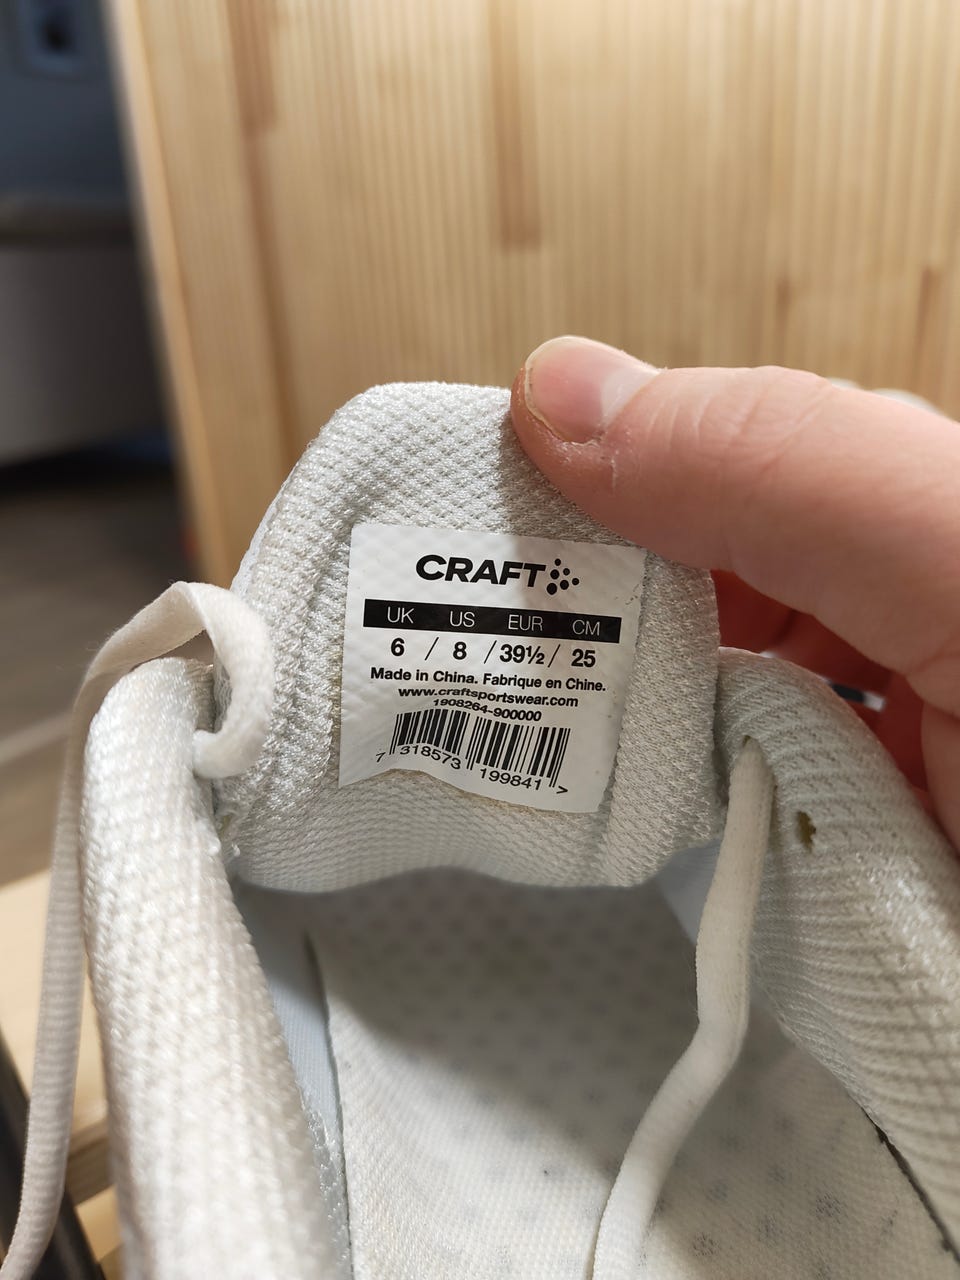 CRAFT
UK US EUR CM
6 / 8 / 39½ / 25
Made in China. Fabrique en Chine.
www.craftsportswear.com
1908264-900000
7 318573 199841 >